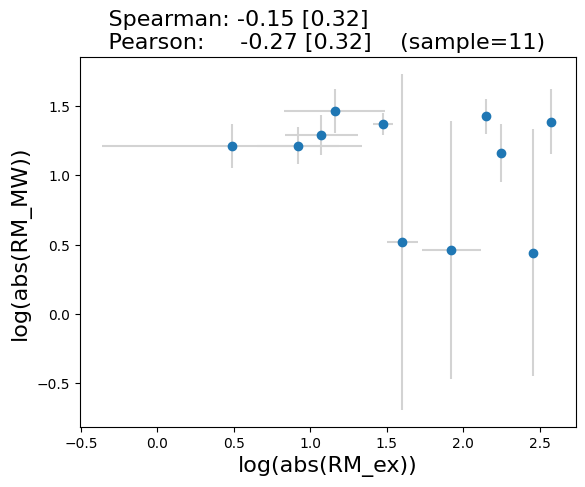 Spearman: -0.15 [0.32]
Pearson: -0.27 [0.32] (sample=11)
log(abs(RM_MW))
1.5
1.0
0.5
0.0
−0.5
−0.5 0.0 0.5 1.0 1.5 2.0 2.5
log(abs(RM_ex))